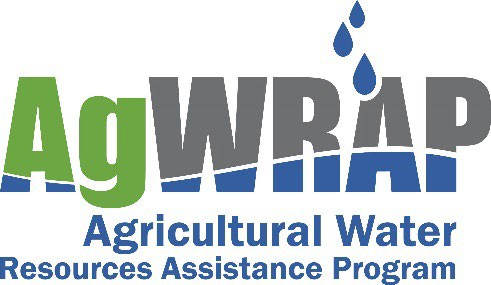 AgWRAP
Agricultural Water
Resources Assistance Program